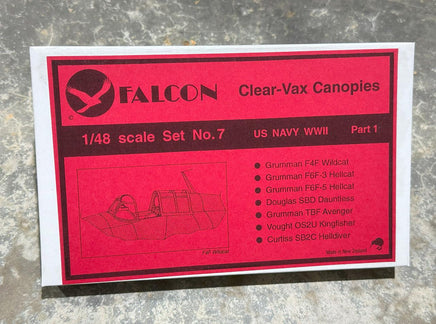 FALCON Clear-Vax Canopies
©
1/48 scale Set No.7 US NAVY WWII Part 1
Grumman F4F Wildcat
Grumman F6F-3 Hellcat
Grumman F6F-5 Hellcat
Douglas SBD Dauntless
Grumman TBF Avenger
Vought OS2U Kingfisher
Curtiss SB2C Helldiver
F4F Wildcat
Made in New Zealand